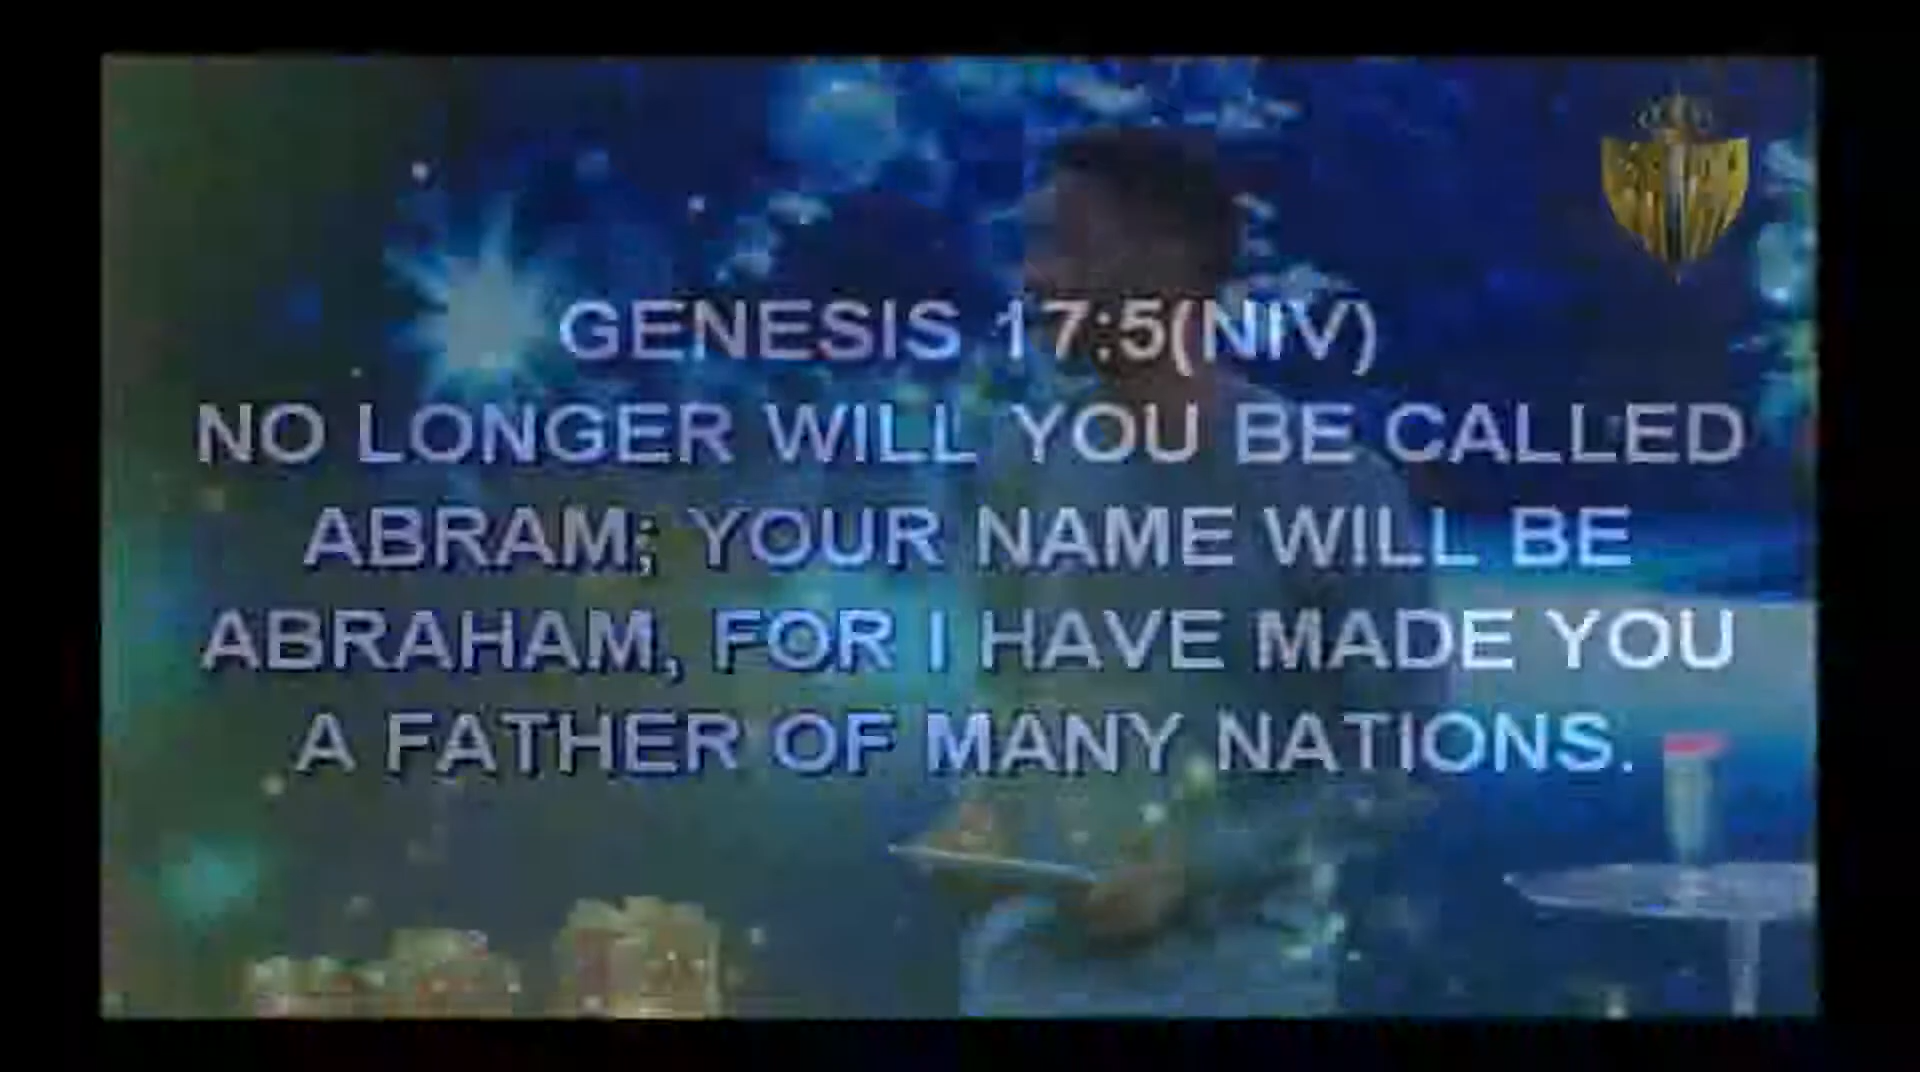 GENESIS 17:5(NIV)
NO LONGER WILL YOU BE CALLED
ABRAM; YOUR NAME WILL BE
ABRAHAM, FOR I HAVE MADE YOU
A FATHER OF MANY NATIONS.